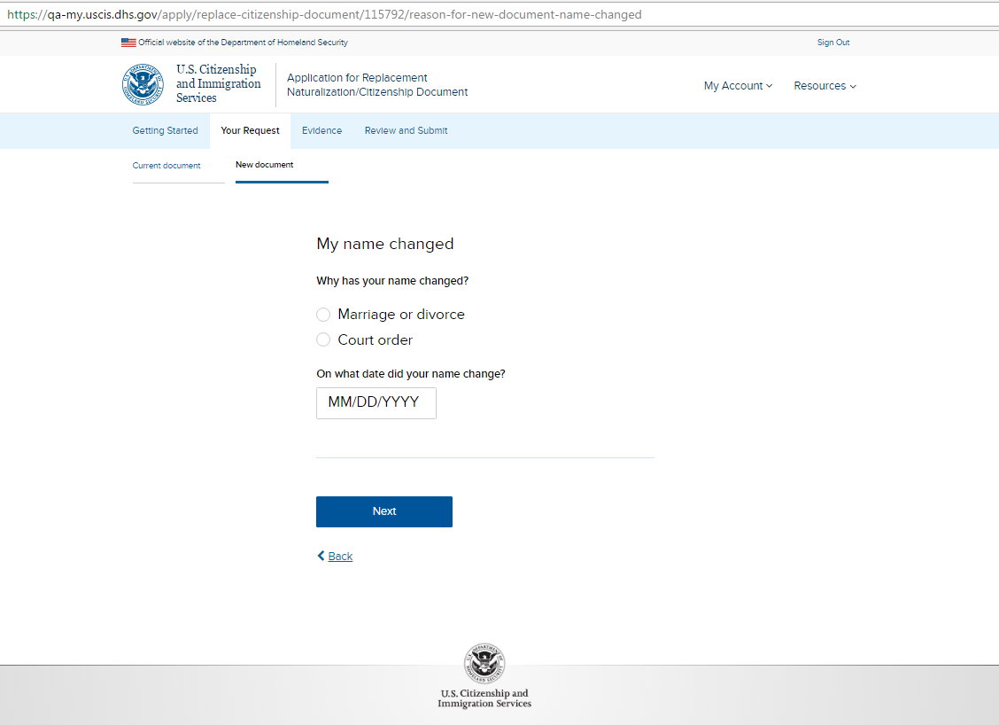 https://qa-my.uscis.dhs.gov/apply/replace-citizenship-document/115792/reason-for-new-document-name-changed
Official website of the Department of Homeland Security
Sign Out
U.S. Citizenship
and Immigration
Services
Application for Replacement
Naturalization/Citizenship Document
My Account
Resources
Getting Started
Your Request
Evidence
Review and Submit
Current document
New document
My name changed
Why has your name changed?
Marriage or divorce
Court order
On what date did your name change?
MM/DD/YYYY
Next
Back
U.S. Citizenship and
Immigration Services